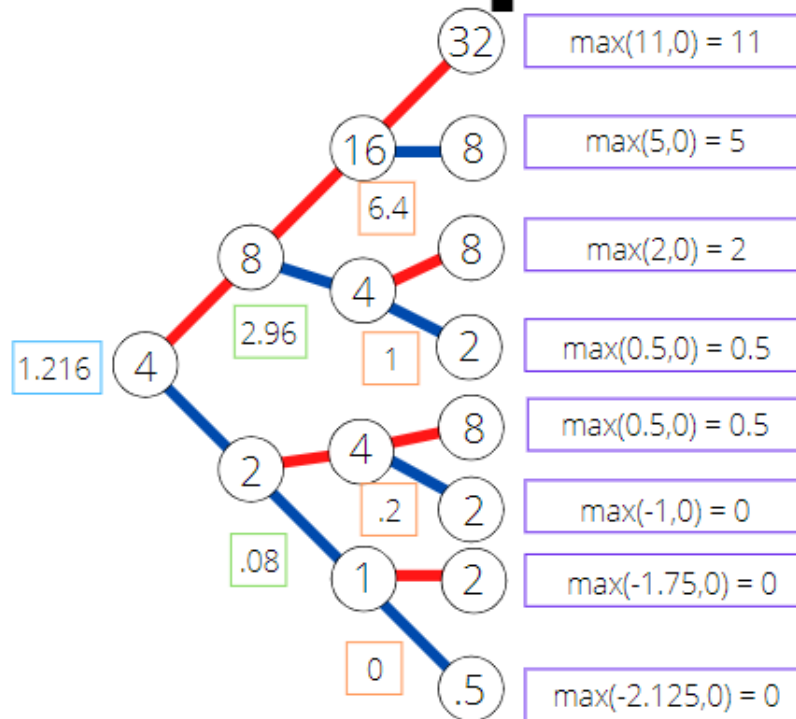 32
max(11,0) = 11
16
8
max(5,0) = 5
6.4
8
8
max(2,0) = 2
4
2.96
1
2
max(0.5,0) = 0.5
1.216
4
8
max(0.5,0) = 0.5
4
2
.2
2
max(-1,0) = 0
.08
1
2
max(-1.75,0) = 0
0
.5
max(-2.125,0) = 0